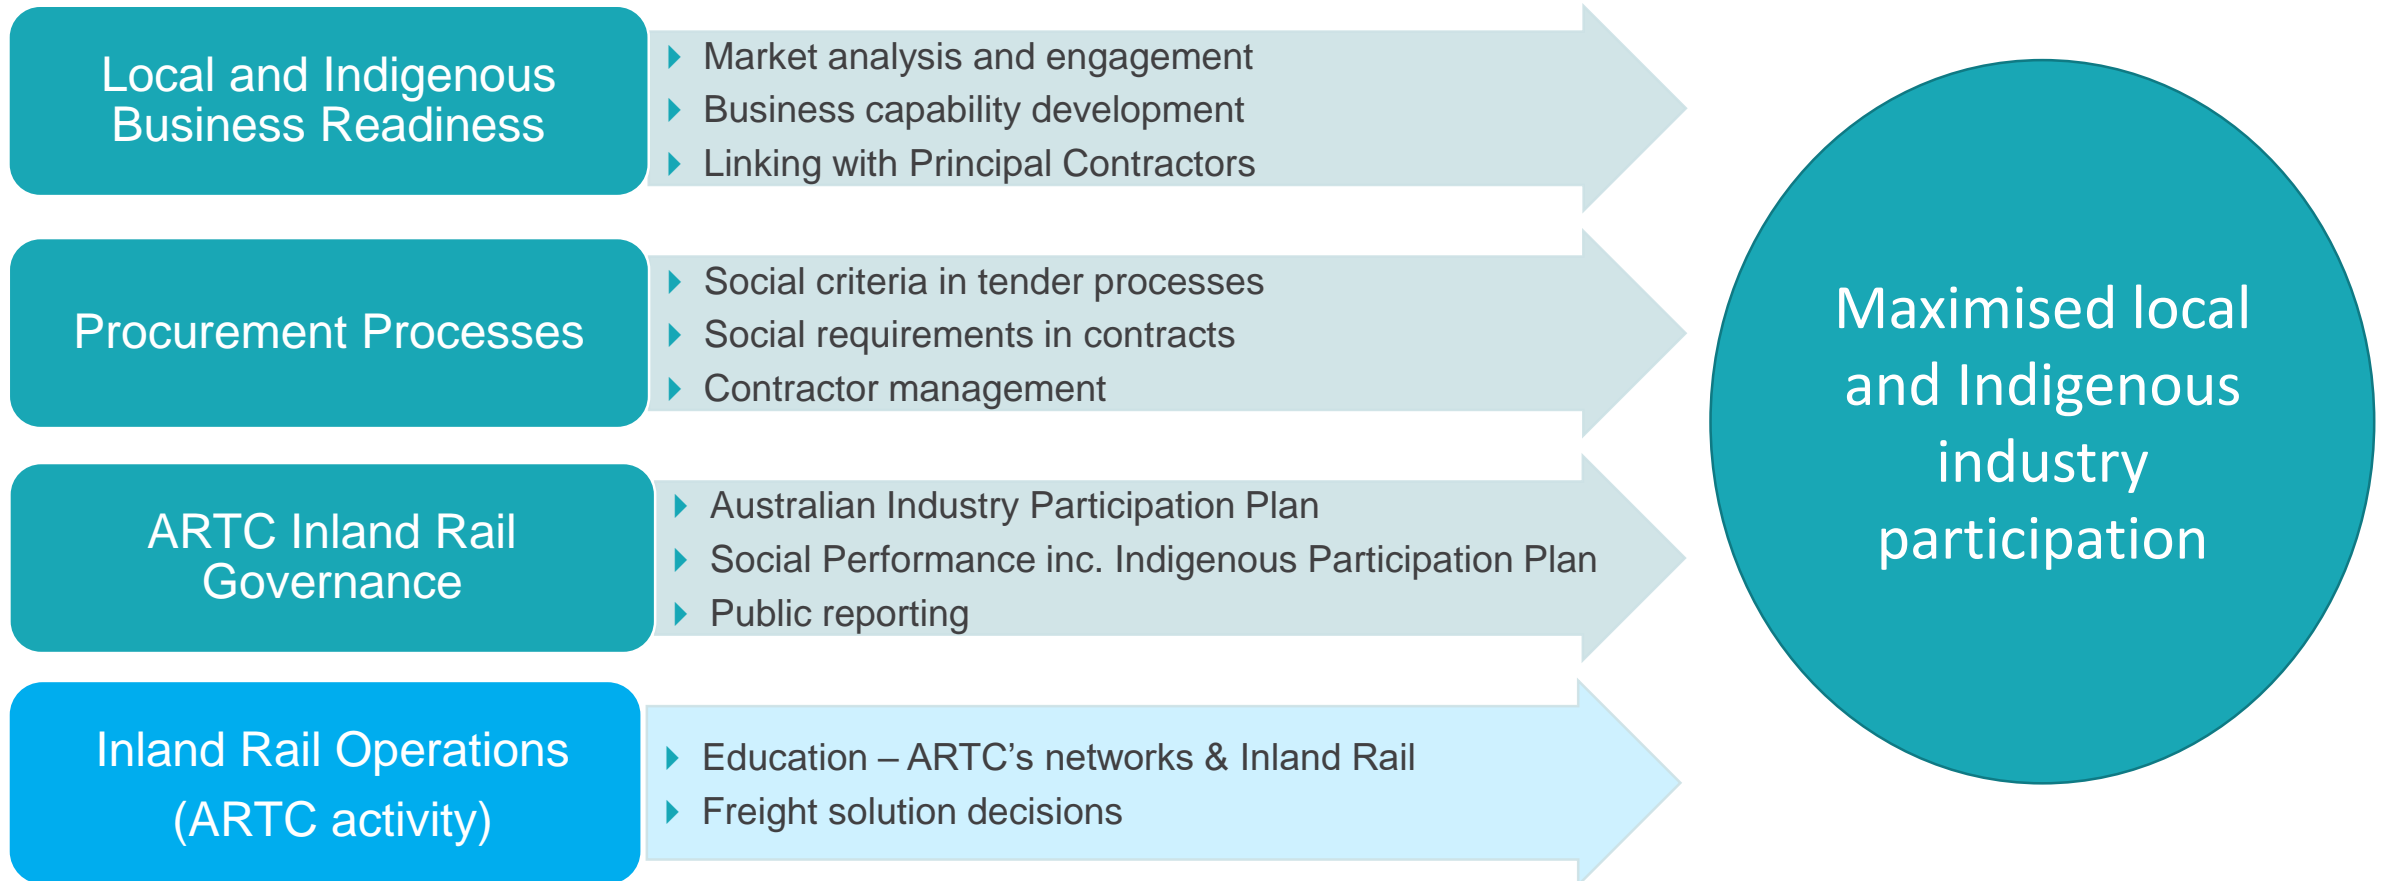 Local and Indigenous
Business Readiness
Market analysis and engagement
Business capability development
Linking with Principal Contractors
Procurement Processes
Social criteria in tender processes
Social requirements in contracts
Contractor management
ARTC Inland Rail
Governance
Australian Industry Participation Plan
Social Performance inc. Indigenous Participation Plan
Public reporting
Inland Rail Operations
(ARTC activity)
Education – ARTC’s networks & Inland Rail
Freight solution decisions
Maximised local
and Indigenous
industry
participation